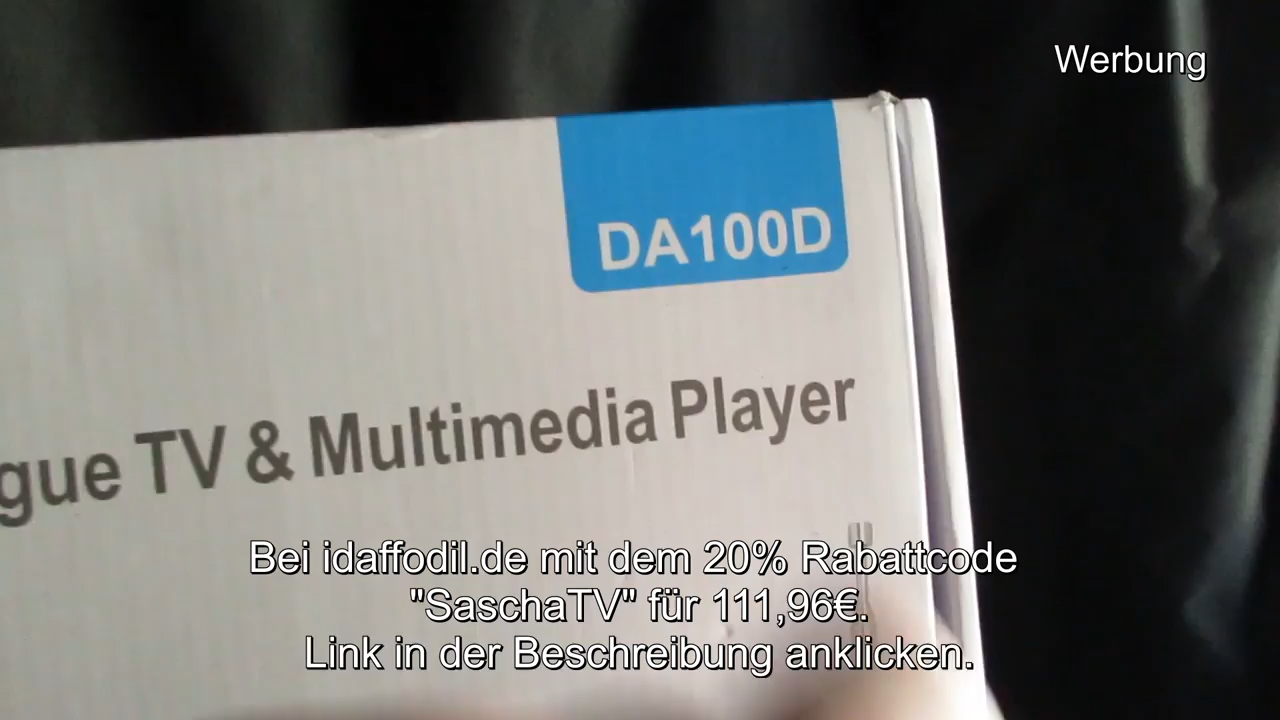 Werbung
DA100D
gue TV & Multimedia Player
Bei idaffodil.de mit dem 20% Rabattcode
"SaschaTV" für 111,96€.
Link in der Beschreibung anklicken.